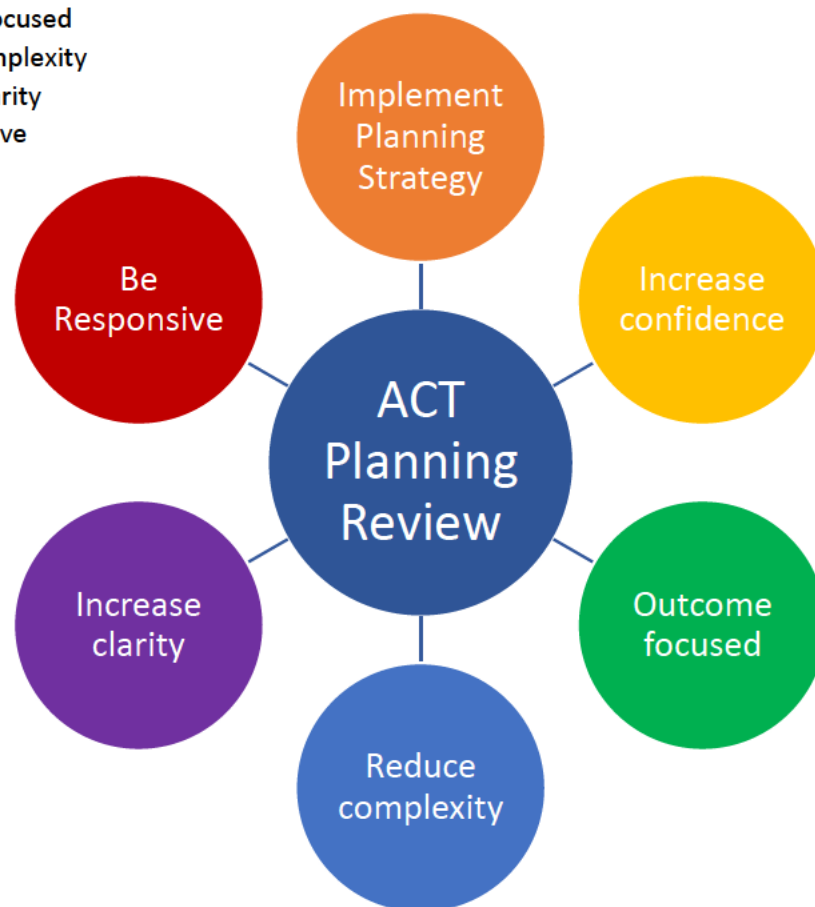 ocused
nplexity
rity
ve
Implement
Planning
Strategy
Be
Responsive
Increase
confidence
ACT
Planning
Review
Increase
clarity
Outcome
focused
Reduce
complexity